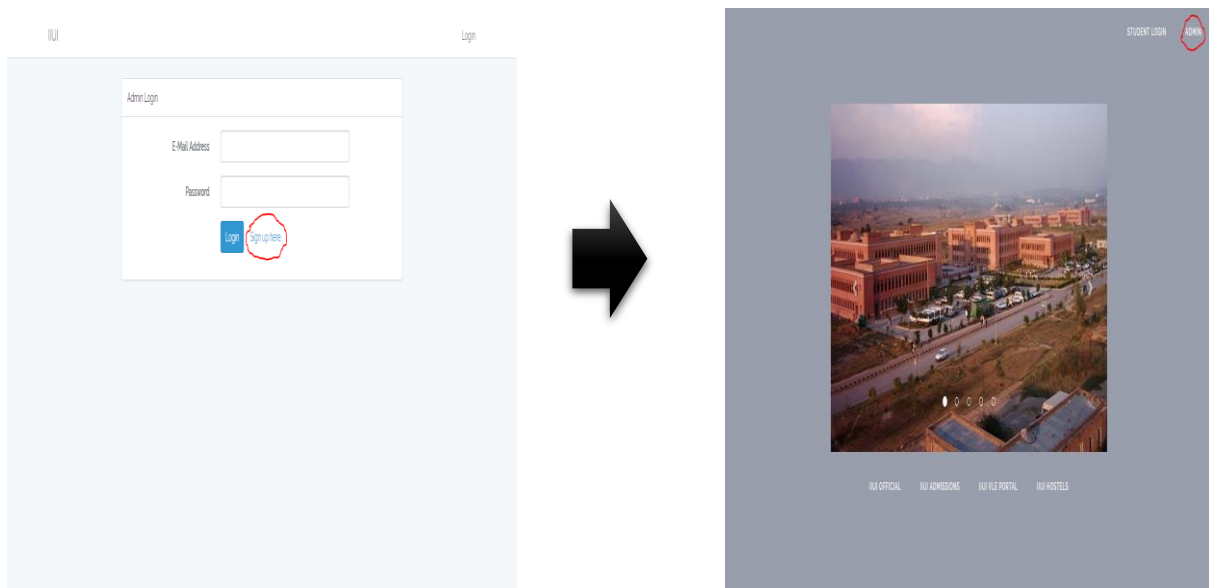 IIUI
Login
Admin Login
E-Mail Address
Password
Login
Sign up here
STUDENT LOGIN
ADMIN
IIUI OFFICIAL
IIUI ADMISSIONS
IIUI VLE PORTAL
IIUI HOSTELS